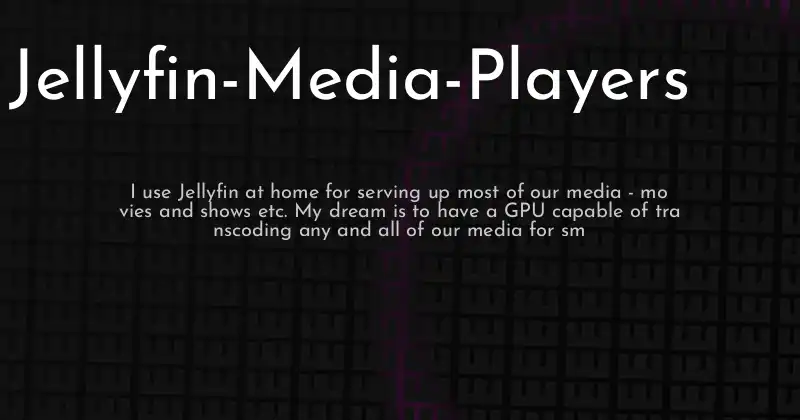 Jellyfin-Media-Players
I use Jellyfin at home for serving up most of our media - mo
vies and shows etc. My dream is to have a GPU capable of tra
nscoding any and all of our media for sm